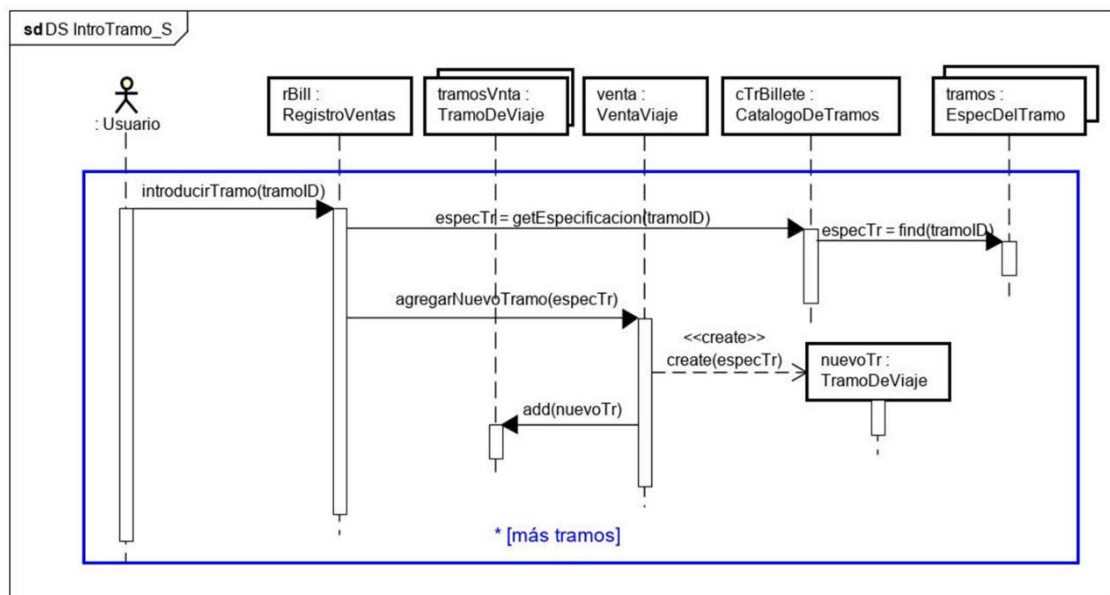 sd DS IntroTramo_S
: Usuario
rBill :
RegistroVentas
tramosVnta :
TramoDeViaje
venta :
VentaViaje
cTrBillete :
CatalogoDeTramos
tramos :
EspecDelTramo
introducirTramo(tramoID)
especTr = getEspecificacion(tramoID)
especTr = find(tramoID)
agregarNuevoTramo(especTr)
<<create>>
create(especTr)
nuevoTr :
TramoDeViaje
add(nuevoTr)
* [más tramos]